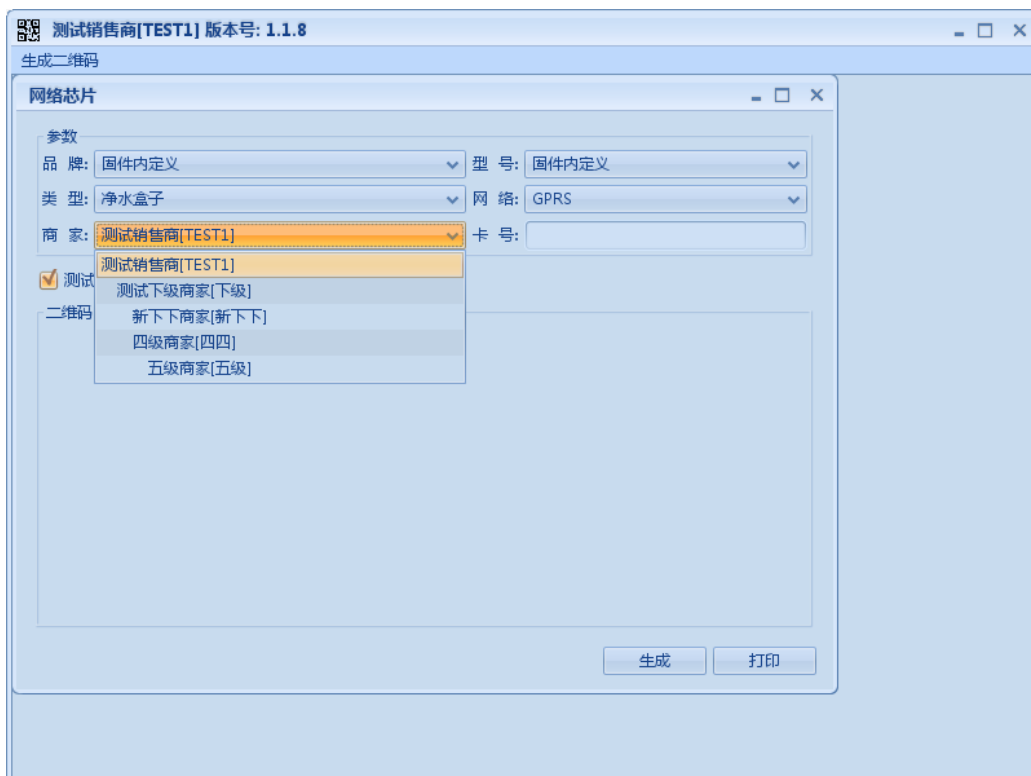 测试销售商[TEST1] 版本号: 1.1.8
生成二维码
网络芯片
参数
品 牌: 固件内定义 型 号: 固件内定义
类 型: 净水盒子 网 络: GPRS
商 家: 测试销售商[TEST1] 卡 号:
测试销售商[TEST1]
测试
测试下级商家[下级]
二维码
新下下商家[新下下]
四级商家[四四]
五级商家[五级]
生成 打印